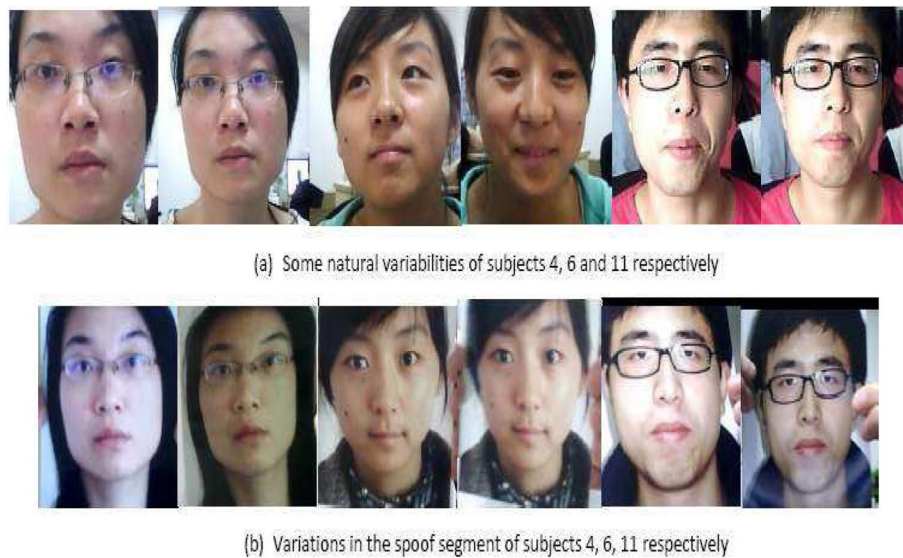 (a) Some natural variabilities of subjects 4, 6 and 11 respectively
(b) Variations in the spoof segment of subjects 4, 6, 11 respectively